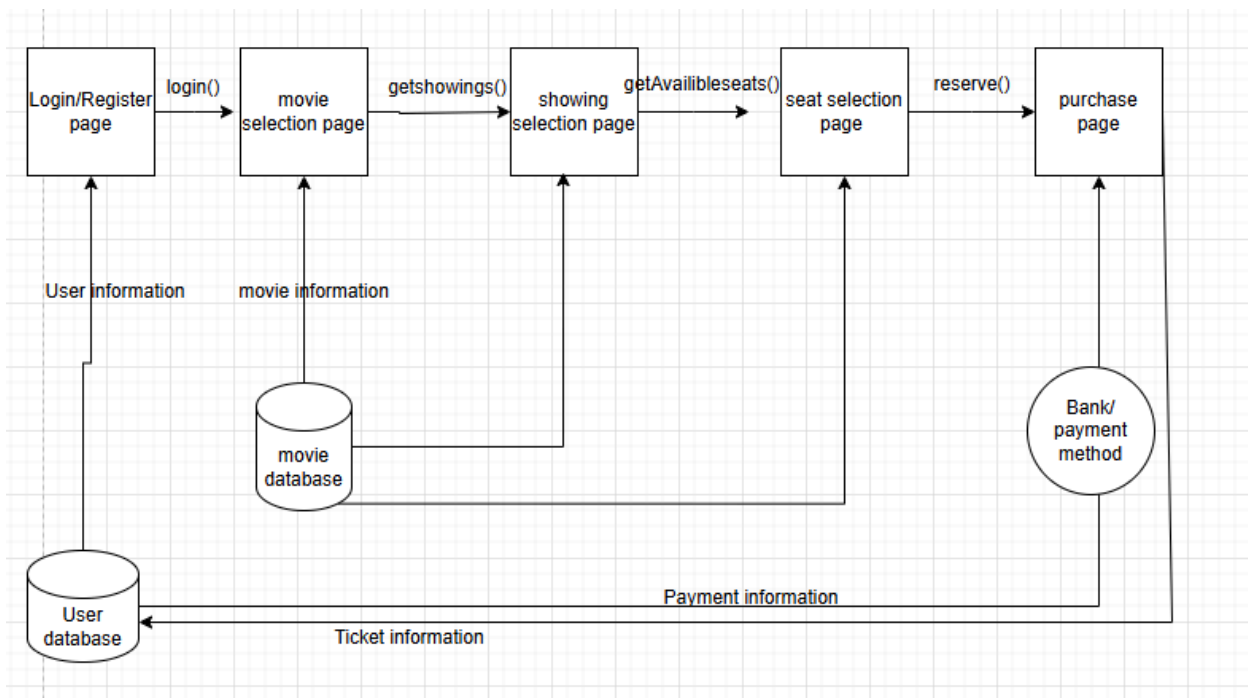 Login/Register
page
login()
movie
selection page
getshowings()
showing
selection page
getAvailibleseats()
seat selection
page
reserve()
purchase
page
User information
movie information
movie
database
Bank/
payment
method
User
database
Payment information
Ticket information